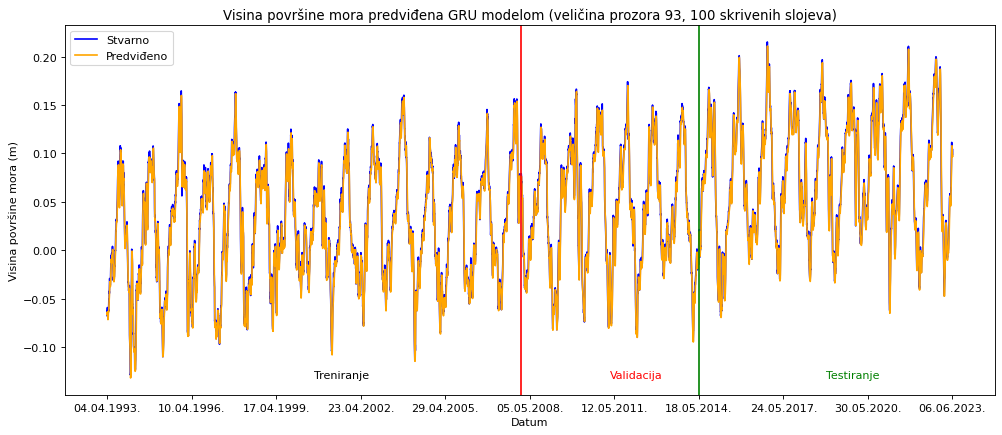 Visina površine mora predviđena GRU modelom (veličina prozora 93, 100 skrivenih slojeva)
Stvarno
Predviđeno
Visina površine mora (m)
0.20
0.15
0.10
0.05
0.00
−0.05
−0.10
Treniranje
Validacija
Testiranje
04.04.1993.
10.04.1996.
17.04.1999.
23.04.2002.
29.04.2005.
05.05.2008.
12.05.2011.
18.05.2014.
24.05.2017.
30.05.2020.
06.06.2023.
Datum